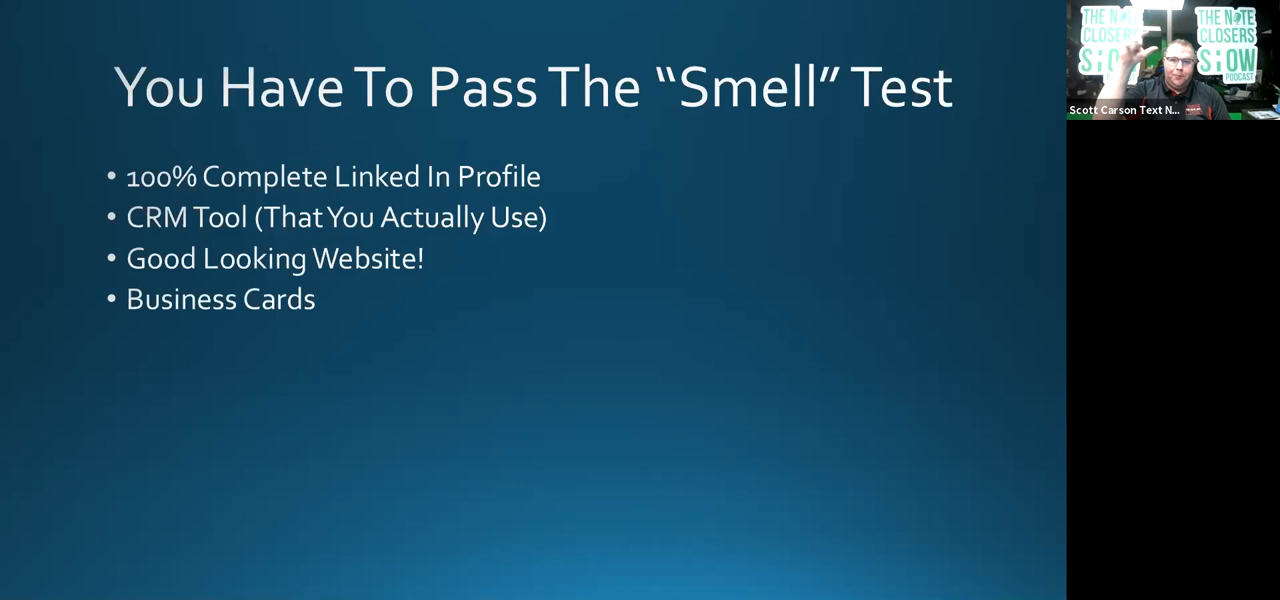 You Have To Pass The “Smell” Test
• 100% Complete Linked In Profile
• CRM Tool (That You Actually Use)
• Good Looking Website!
• Business Cards
THE NOTE
CLOSERS
SHOW
THE NOTE
CLOSERS
SHOW
PODCAST
Scott Carson Text N...